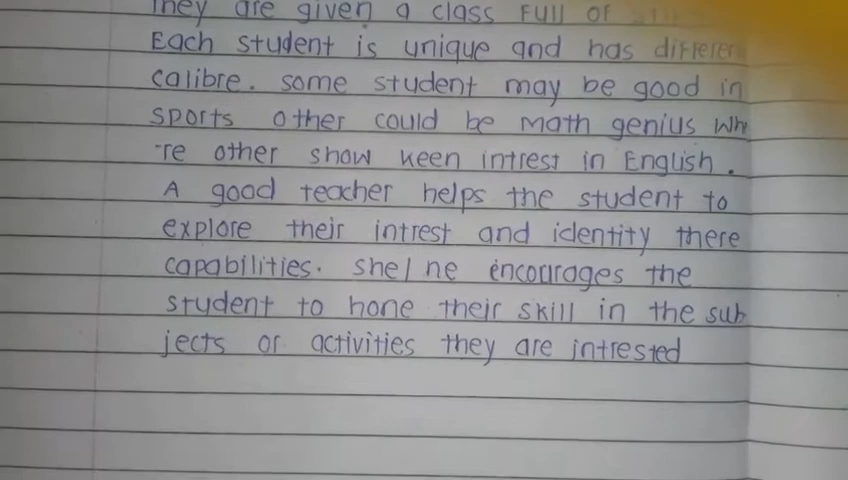 They are given a class full of
Each student is unique and has differen
calibre. some student may be good in
sports other could be math genius whe
-re other show keen intrest in English.
A good teacher helps the student to
explore their intrest and identity there
capabilities. she/he encourages the
student to hone their skill in the sub
jects or activities they are intrested